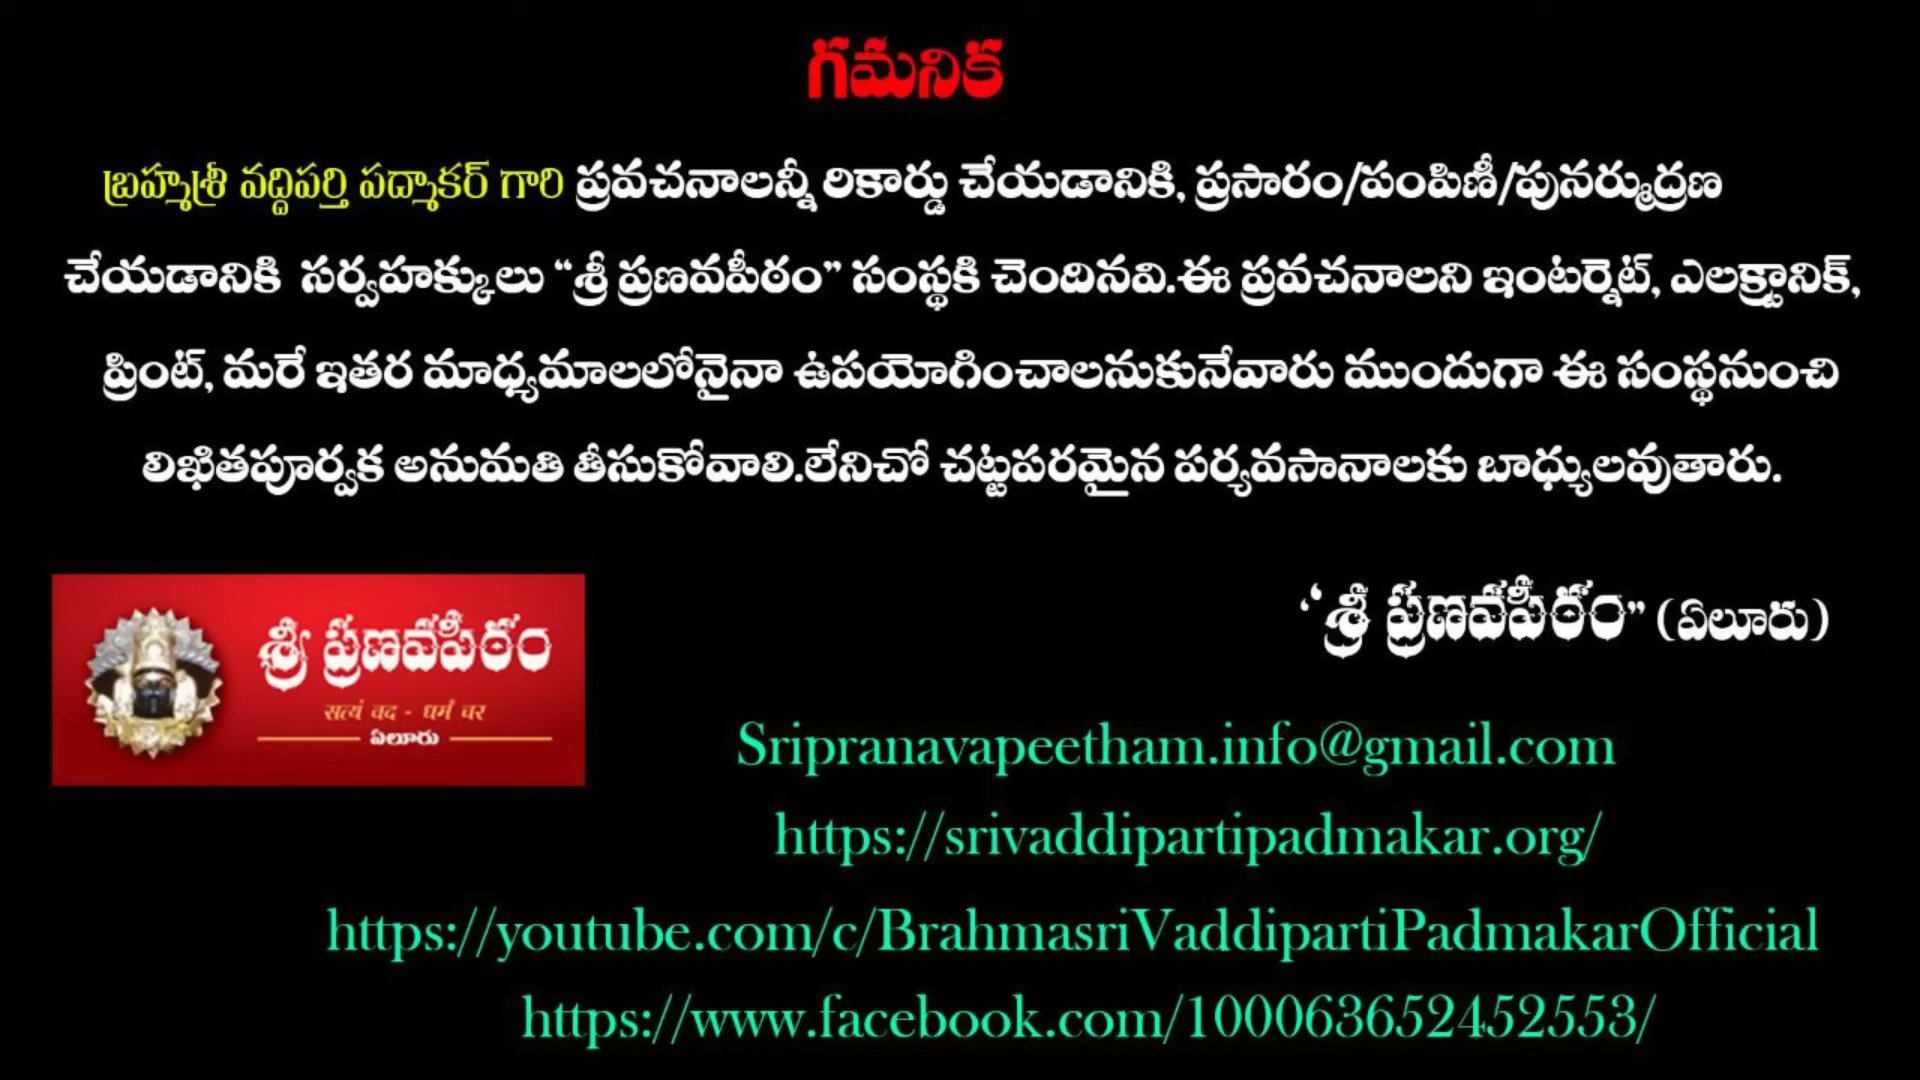 గమనిక
బ్రహ్మశ్రీ వద్దిపర్తి పద్మాకర్ గారి ప్రవచనాలన్నీ రికార్డు చేయడానికి, ప్రసారం/పంపిణీ/పునర్ముద్రణ
చేయడానికి సర్వహక్కులు “శ్రీ ప్రణవపీఠం” సంస్థకి చెందినవి.ఈ ప్రవచనాలని ఇంటర్నెట్, ఎలక్ట్రానిక్,
ప్రింట్, మరే ఇతర మాధ్యమాలలోనైనా ఉపయోగించాలనుకునేవారు ముందుగా ఈ సంస్థనుంచి
లిఖితపూర్వక అనుమతి తీసుకోవాలి.లేనిచో చట్టపరమైన పర్యవసానాలకు బాధ్యులవుతారు.
“శ్రీ ప్రణవపీఠం” (ఏలూరు)
శ్రీ ప్రణవపీఠం
सत्यं वद - धर्मं चर
ఏలూరు
Sripranavapeetham.info@gmail.com
https://srivaddipartipadmakar.org/
https://youtube.com/c/BrahmasriVaddipartiPadmakarOfficial
https://www.facebook.com/100063652452553/